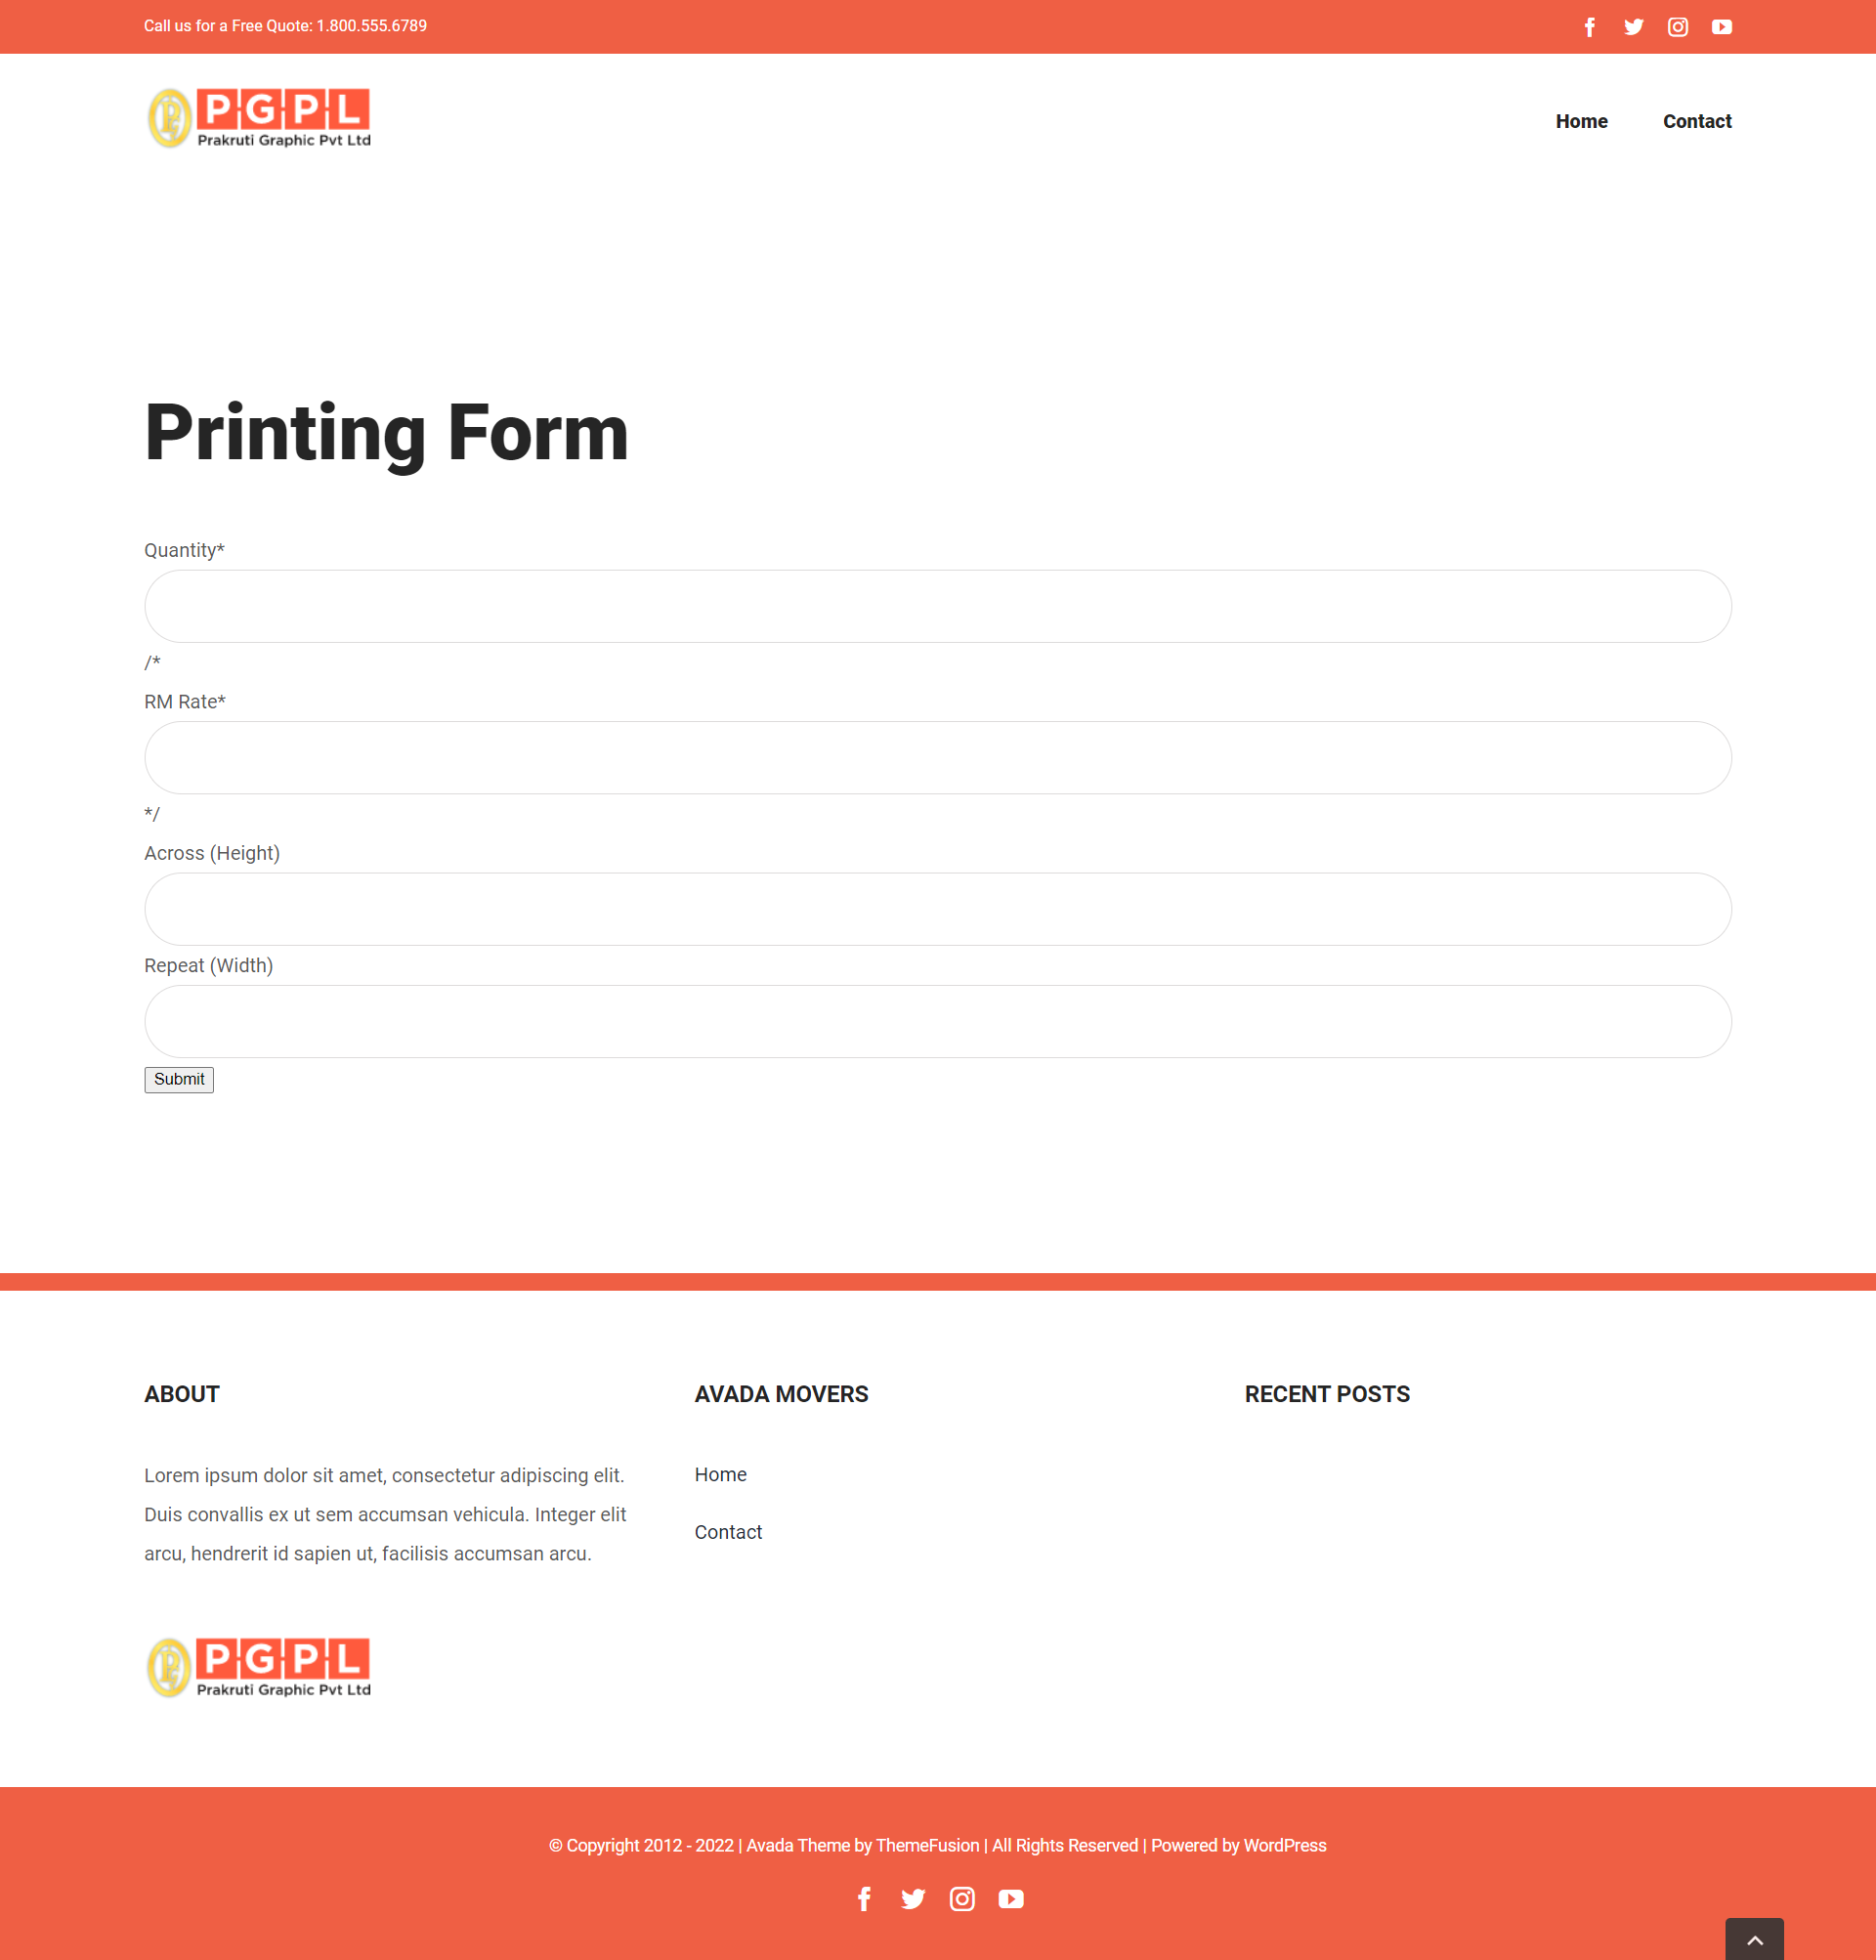 Call us for a Free Quote: 1.800.555.6789
P-G-P-L
Prakruti Graphic Pvt Ltd
Home
Contact
Printing Form
Quantity*
/*
RM Rate*
*/
Across (Height)
Repeat (Width)
Submit
ABOUT
Lorem ipsum dolor sit amet, consectetur adipiscing elit.
Duis convallis ex ut sem accumsan vehicula. Integer elit
arcu, hendrerit id sapien ut, facilisis accumsan arcu.
P-G-P-L
Prakruti Graphic Pvt Ltd
AVADA MOVERS
Home
Contact
RECENT POSTS
© Copyright 2012 - 2022 | Avada Theme by ThemeFusion | All Rights Reserved | Powered by WordPress